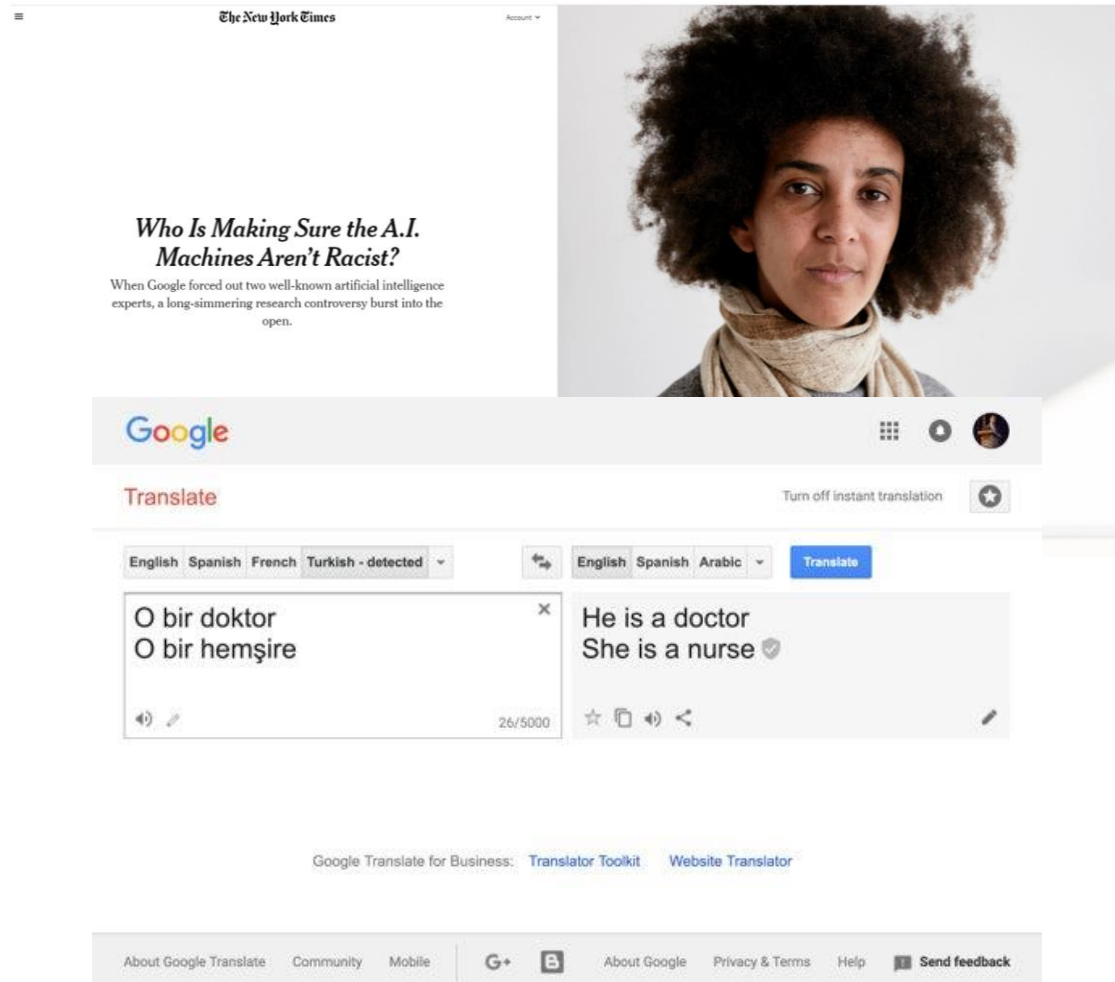 The New York Times
Account
Who Is Making Sure the A.I.
Machines Aren't Racist?
When Google forced out two well-known artificial intelligence
experts, a long-simmering research controversy burst into the
open.
Google
Translate
Turn off instant translation
English Spanish French Turkish - detected
English Spanish Arabic
Translate
O bir doktor
O bir hemşire
26/5000
He is a doctor
She is a nurse
Google Translate for Business: Translator Toolkit Website Translator
About Google Translate Community Mobile G+ B About Google Privacy & Terms Help Send feedback